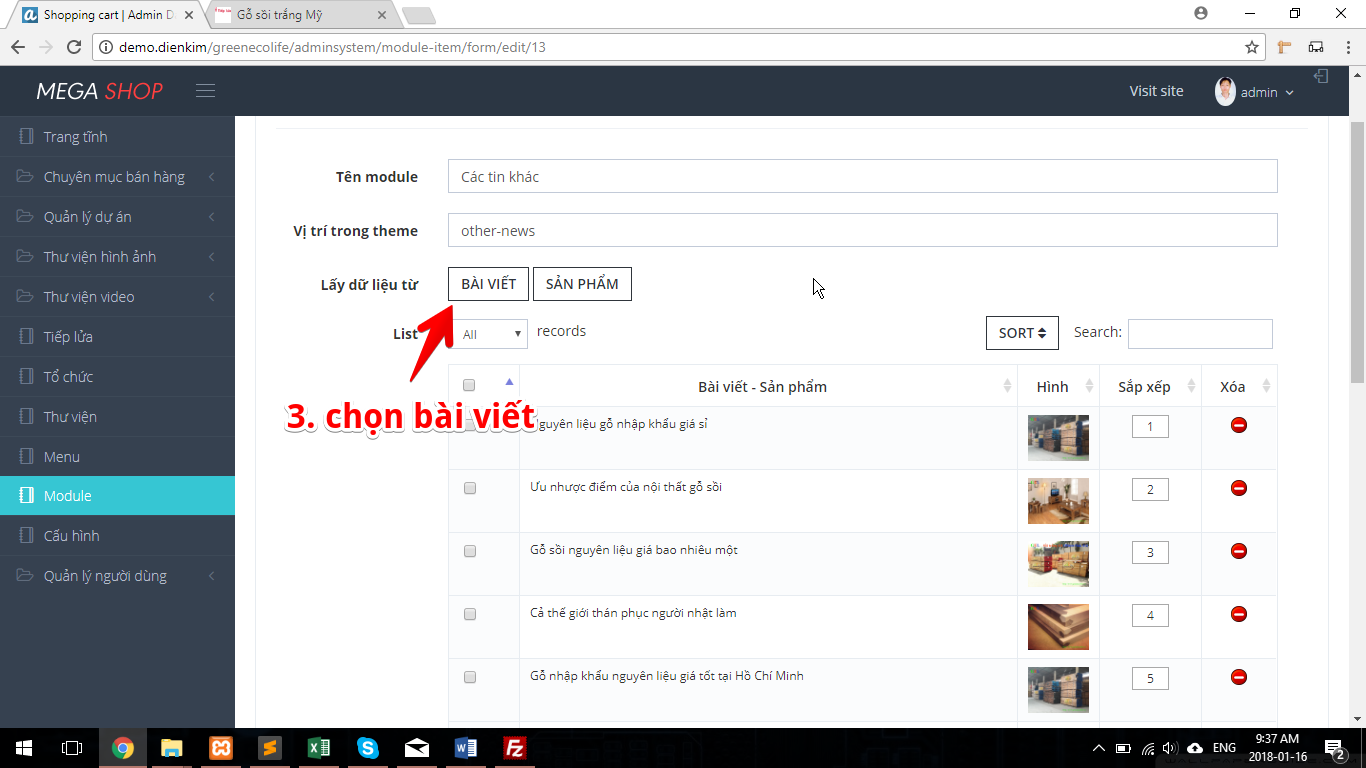 Shopping cart | Admin D
Gỗ sồi trắng Mỹ
demo.dienkim/greenecolife/adminsystem/module-item/form/edit/13
MEGA SHOP
Visit site
admin
Trang tĩnh
Chuyên mục bán hàng
Quản lý dự án
Thư viện hình ảnh
Thư viện video
Tiếp lửa
Tổ chức
Thư viện
Menu
Module
Cấu hình
Quản lý người dùng
Tên module
Các tin khác
Vị trí trong theme
other-news
Lấy dữ liệu từ
BÀI VIẾT
SẢN PHẨM
List
All
records
SORT
Search:
3. chọn bài viết
Bài viết - Sản phẩm
Hình
Sắp xếp
Xóa
guyên liệu gỗ nhập khẩu giá sỉ
1
Ưu nhược điểm của nội thất gỗ sồi
2
Gỗ sồi nguyên liệu giá bao nhiêu một
3
Cả thế giới thán phục người nhật làm
4
Gỗ nhập khẩu nguyên liệu giá tốt tại Hồ Chí Minh
5
ENG
9:37 AM
2018-01-16
2